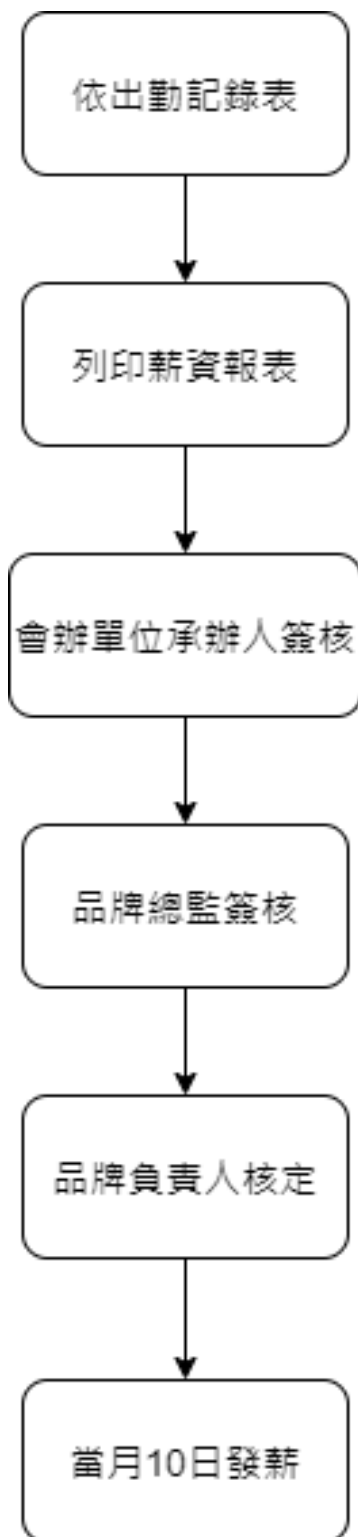 依出勤記錄表
列印薪資報表
會辦單位承辦人簽核
品牌總監簽核
品牌負責人核定
當月10日發薪